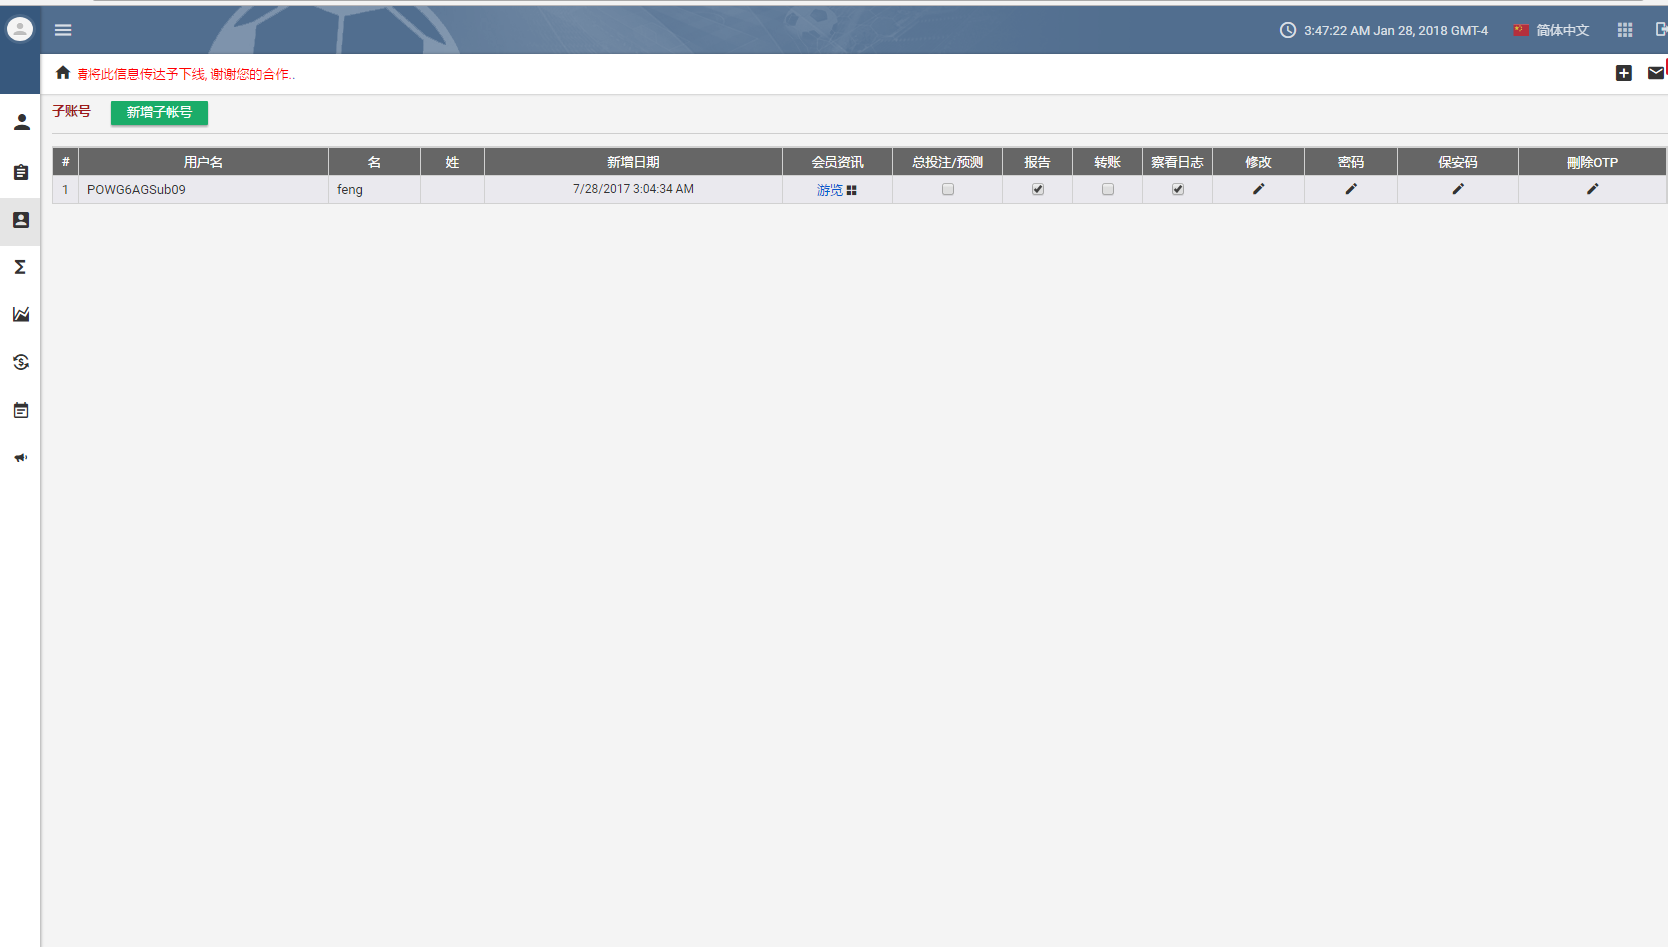 3:47:22 AM Jan 28, 2018 GMT-4 简体中文
将此信息传达予下线, 谢谢您的合作..
子账号 新增子帐号
# 用户名 名 姓 新增日期 会员资讯 总投注/预测 报告 转账 察看日志 修改 密码 保安码 刪除OTP
1 POWG6AGSub09 feng 7/28/2017 3:04:34 AM 游览